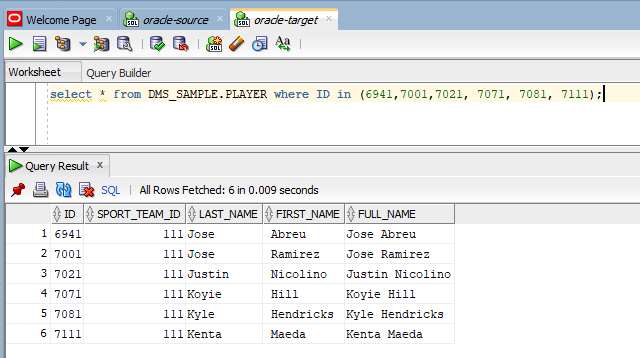 Welcome Page oracle-source oracle-target
SQL SQL
Aa
Worksheet Query Builder
select * from DMS_SAMPLE.PLAYER where ID in (6941,7001,7021, 7071, 7081, 7111);
Query Result
SQL All Rows Fetched: 6 in 0.009 seconds
ID SPORT_TEAM_ID LAST_NAME FIRST_NAME FULL_NAME
1 6941 111 Jose Abreu Jose Abreu
2 7001 111 Jose Ramirez Jose Ramirez
3 7021 111 Justin Nicolino Justin Nicolino
4 7071 111 Koyie Hill Koyie Hill
5 7081 111 Kyle Hendricks Kyle Hendricks
6 7111 111 Kenta Maeda Kenta Maeda